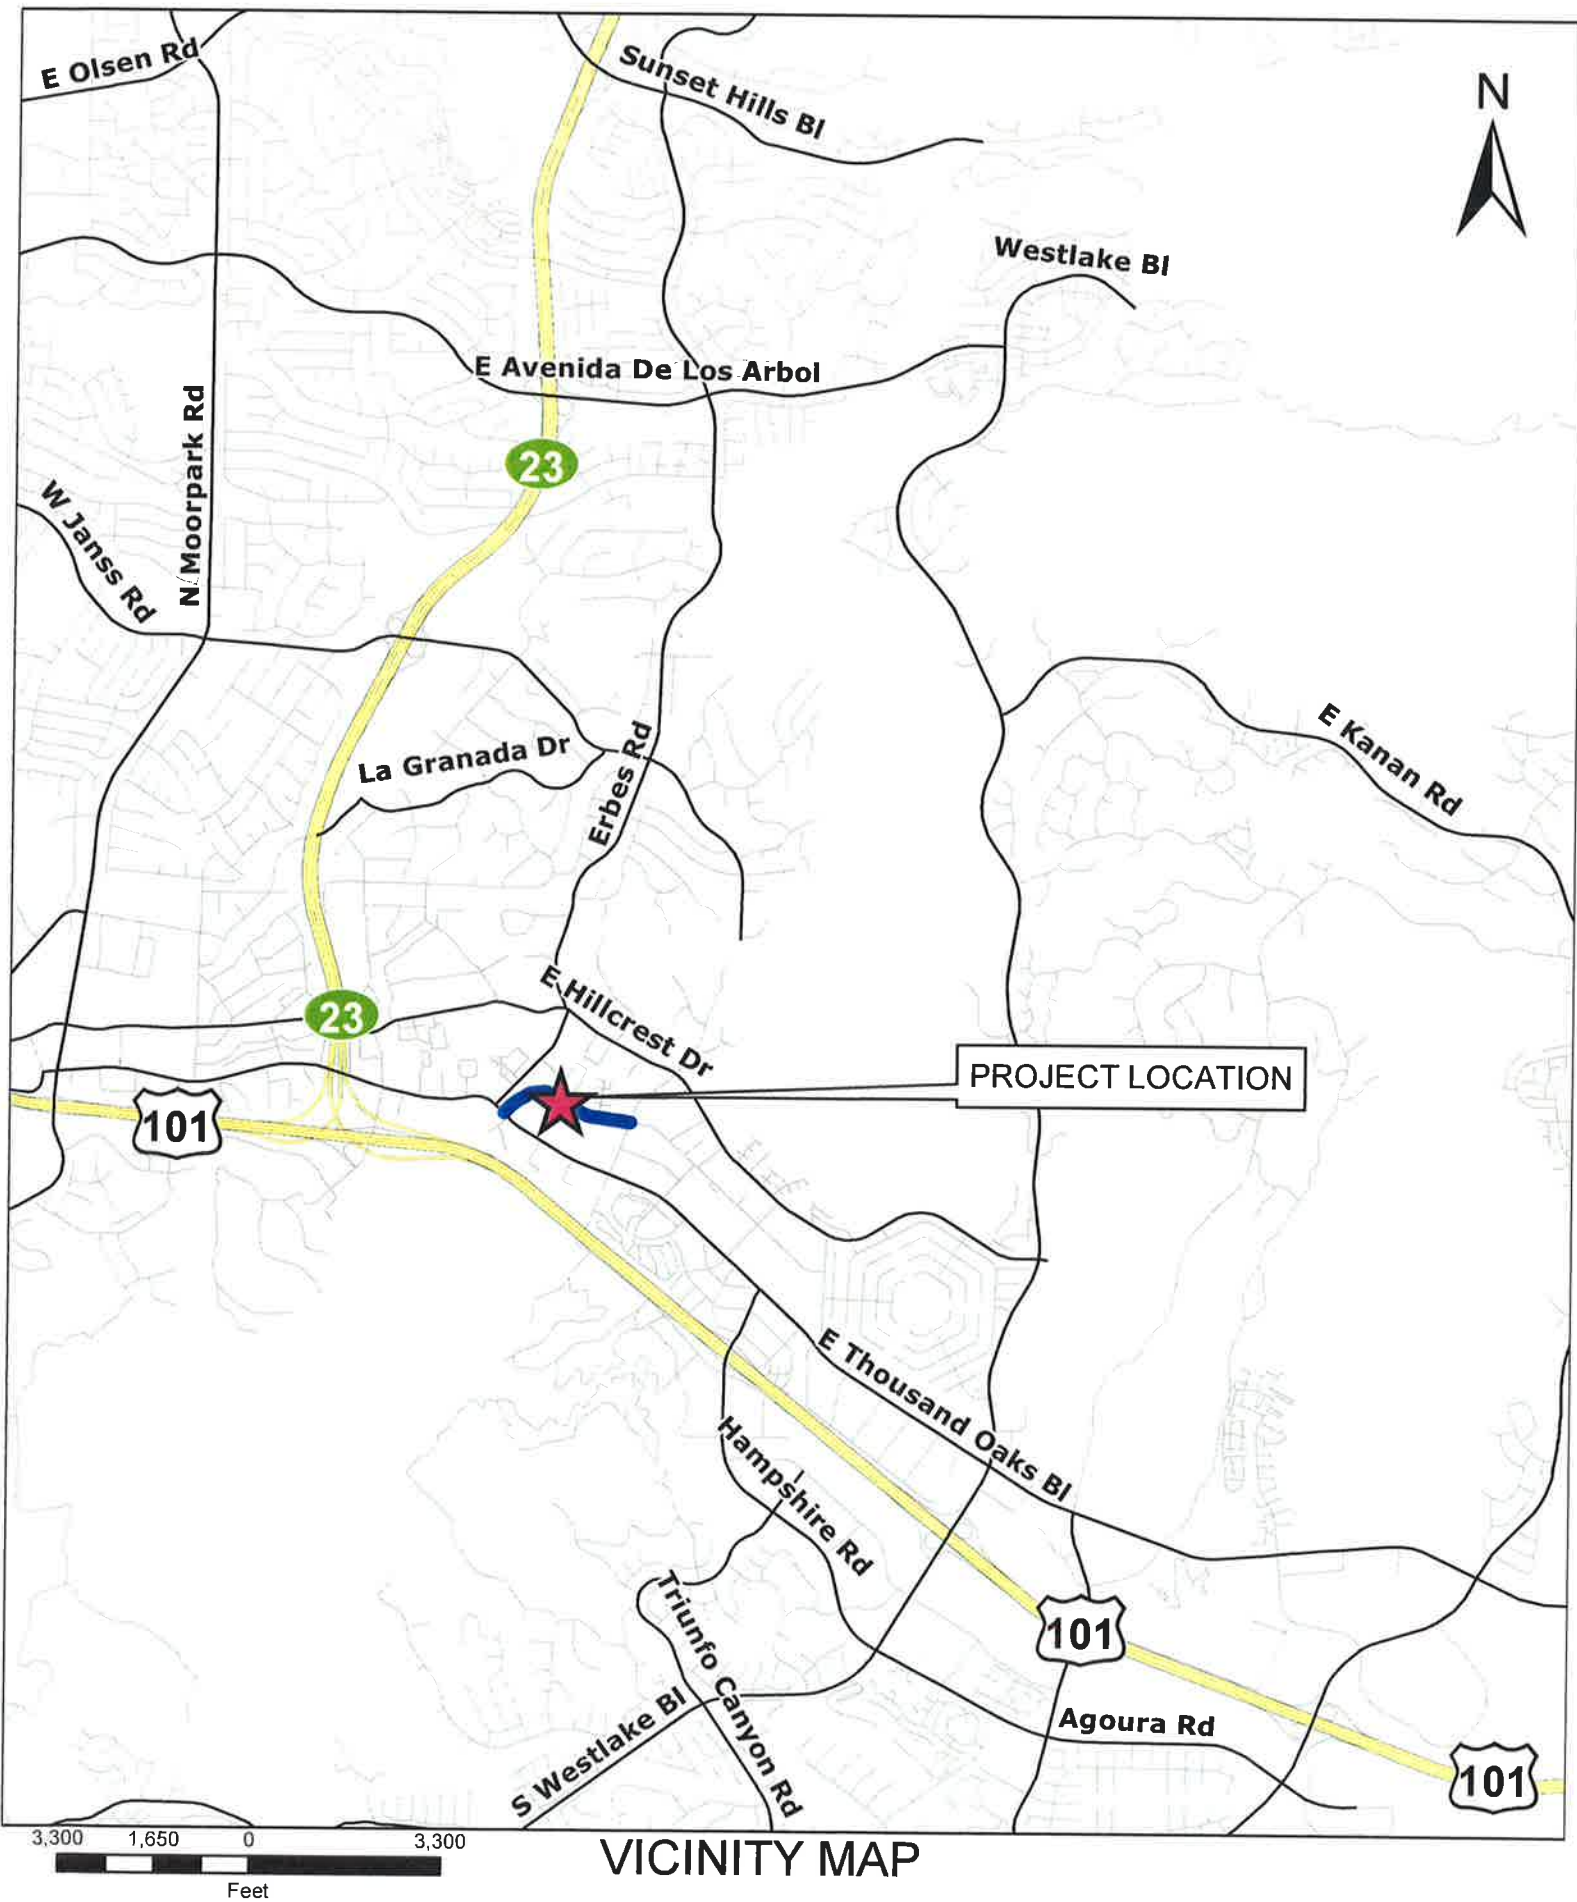 E Olsen Rd
Sunset Hills Bl
N
Westlake Bl
E Avenida De Los Arbol
N Moorpark Rd
23
W Janss Rd
E Kanan Rd
La Granada Dr
Erbes Rd
E Hillcrest Dr
23
PROJECT LOCATION
101
E Thousand Oaks Bl
Hampshire Rd
Triunfo Canyon Rd
101
S Westlake Bl
Agoura Rd
101
3,300 1,650 0 3,300
Feet
VICINITY MAP